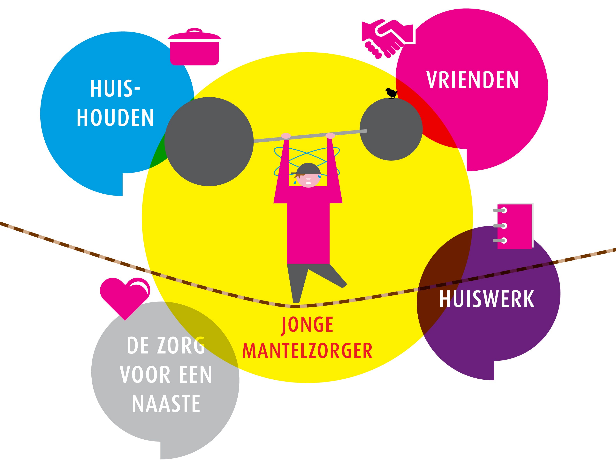 HUIS-
HOUDEN
VRIENDEN
HUISWERK
JONGE
MANTELZORGER
DE ZORG
VOOR EEN
NAASTE